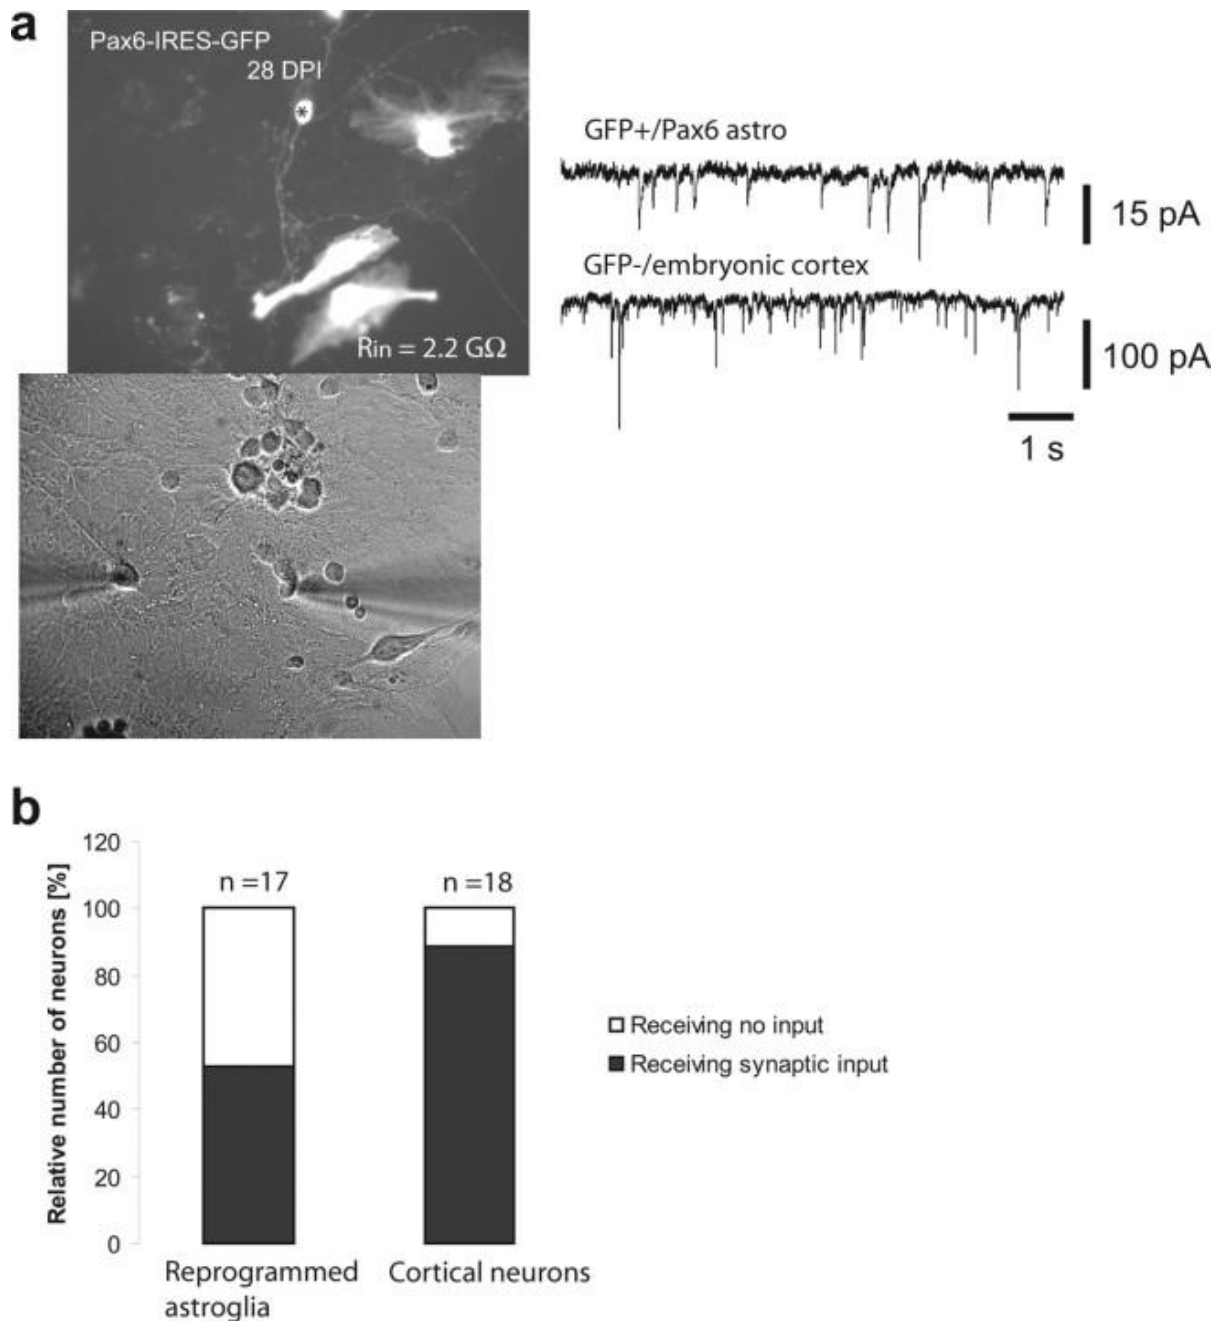 a
Pax6-IRES-GFP
28 DPI
*
Rin = 2.2 GΩ
GFP+/Pax6 astro
15 pA
GFP-/embryonic cortex
100 pA
1 s
b
Relative number of neurons [%]
120
100
80
60
40
20
0
n =17
n =18
Receiving no input
Receiving synaptic input
Reprogrammed
astroglia
Cortical neurons